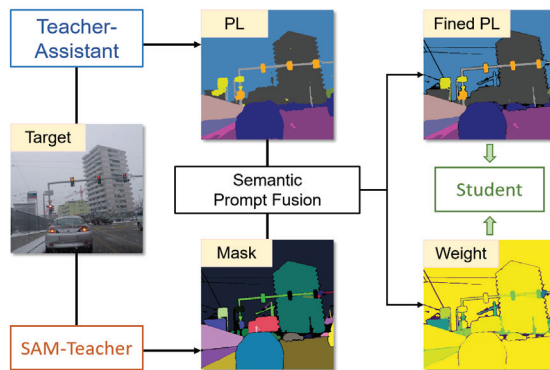 Teacher-
Assistant
PL
Fined PL
Target
Semantic
Prompt Fusion
Student
Mask
Weight
SAM-Teacher